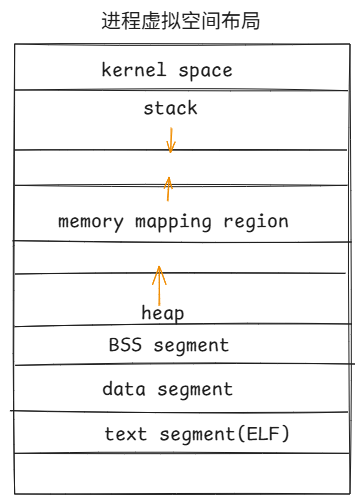 进程虚拟空间布局
kernel space
stack
memory mapping region
heap
BSS segment
data segment
text segment(ELF)